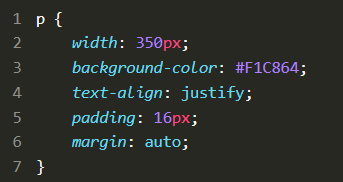 1 p {
2     width: 350px;
3     background-color: #F1C864;
4     text-align: justify;
5     padding: 16px;
6     margin: auto;
7 }